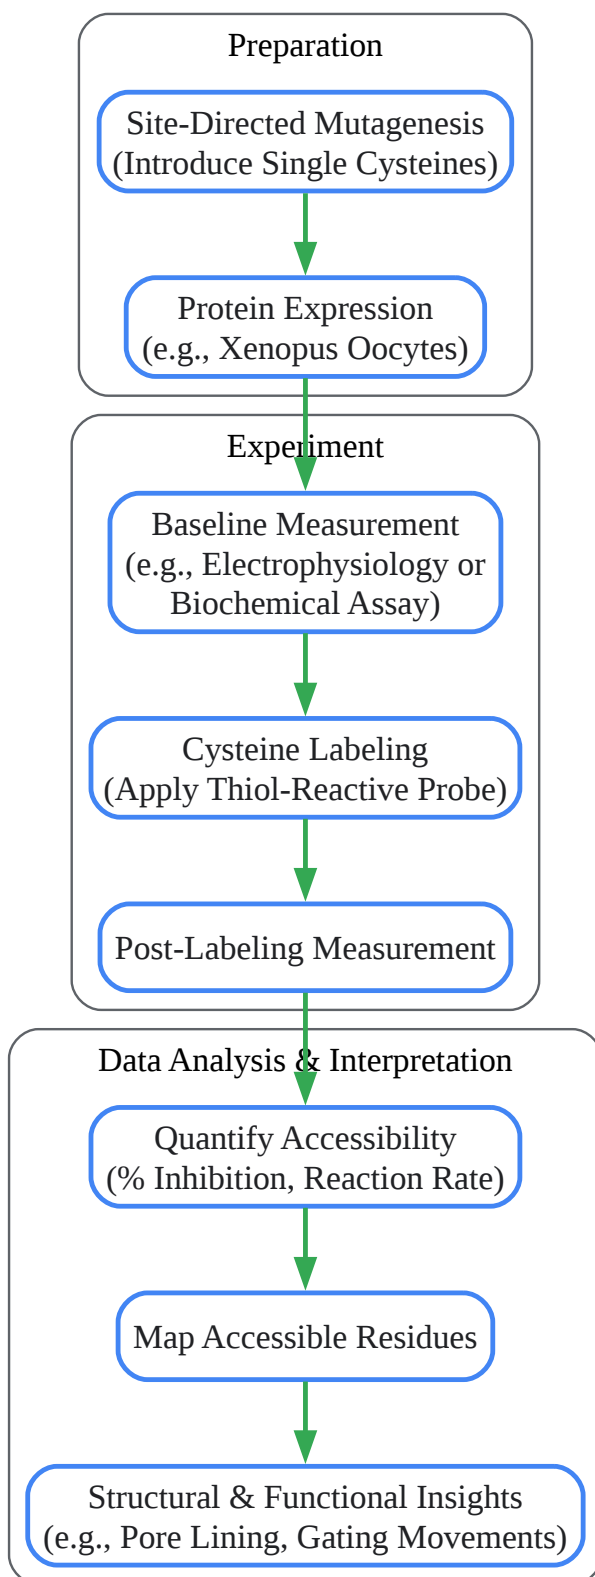 Preparation
Site-Directed Mutagenesis
(Introduce Single Cysteines)
Protein Expression
(e.g., Xenopus Oocytes)
Experiment
Baseline Measurement
(e.g., Electrophysiology or
Biochemical Assay)
Cysteine Labeling
(Apply Thiol-Reactive Probe)
Post-Labeling Measurement
Data Analysis & Interpretation
Quantify Accessibility
(% Inhibition, Reaction Rate)
Map Accessible Residues
Structural & Functional Insights
(e.g., Pore Lining, Gating Movements)